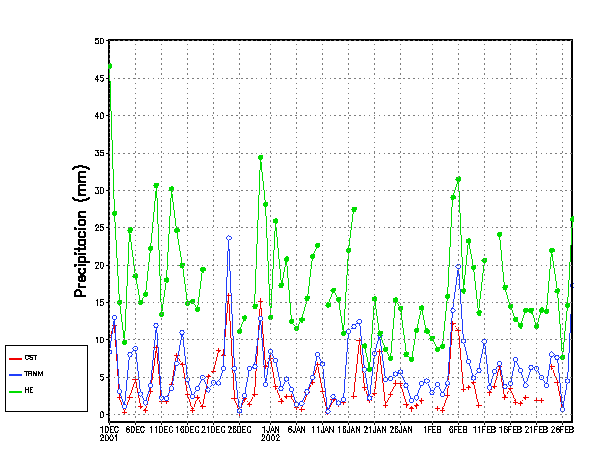 50
45
40
35
30
25
20
15
10
5
0
Precipitacion (mm)
1DEC 6DEC 11DEC 16DEC 21DEC 26DEC 1JAN 6JAN 11JAN 16JAN 21JAN 26JAN 1FEB 6FEB 11FEB 16FEB 21FEB 26FEB
2001 2002
CST
TRMM
HE